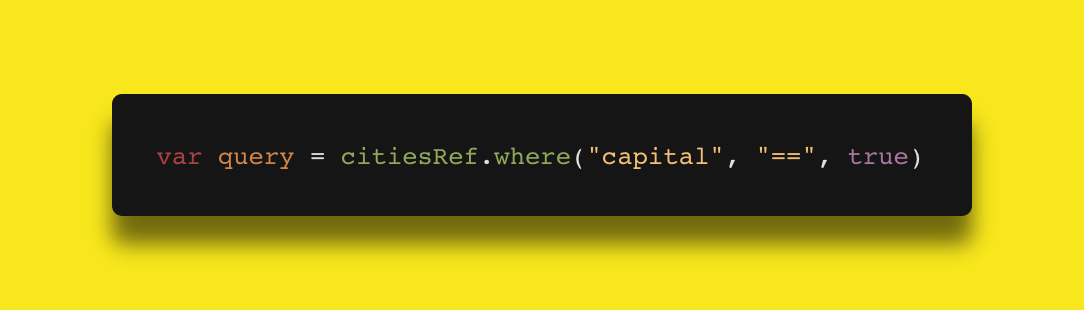 var query = citiesRef.where("capital", "==", true)